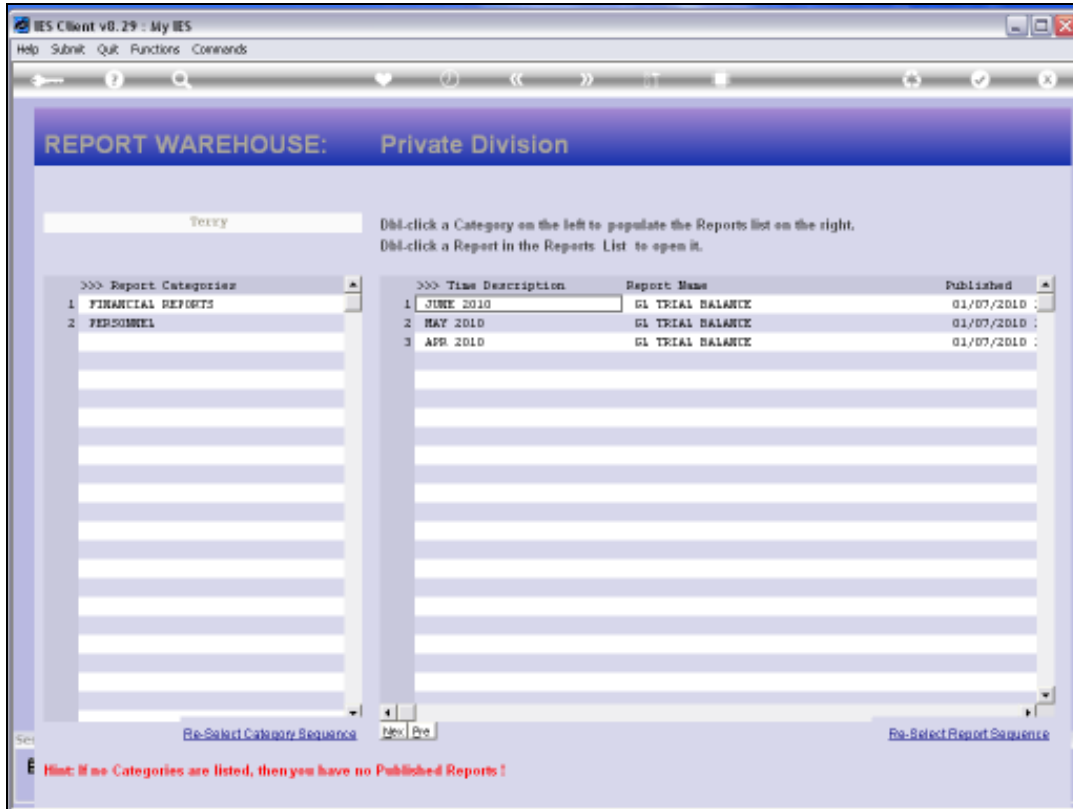 IES Client v8.29 : My IES
Help Submit Quit Functions Commands
REPORT WAREHOUSE: Private Division
Terry
Dbl-click a Category on the left to populate the Reports list on the right.
Dbl-click a Report in the Reports List to open it.
>>> Report Categories
1 FINANCIAL REPORTS
2 PERSONNEL
>>> Time Description Report Name Published
1 JUNE 2010 GL TRIAL BALANCE 01/07/2010
2 MAY 2010 GL TRIAL BALANCE 01/07/2010
3 APR 2010 GL TRIAL BALANCE 01/07/2010
Re-Select Category Sequence
Nex Pre
Re-Select Report Sequence
Hint: If no Categories are listed, then you have no Published Reports !